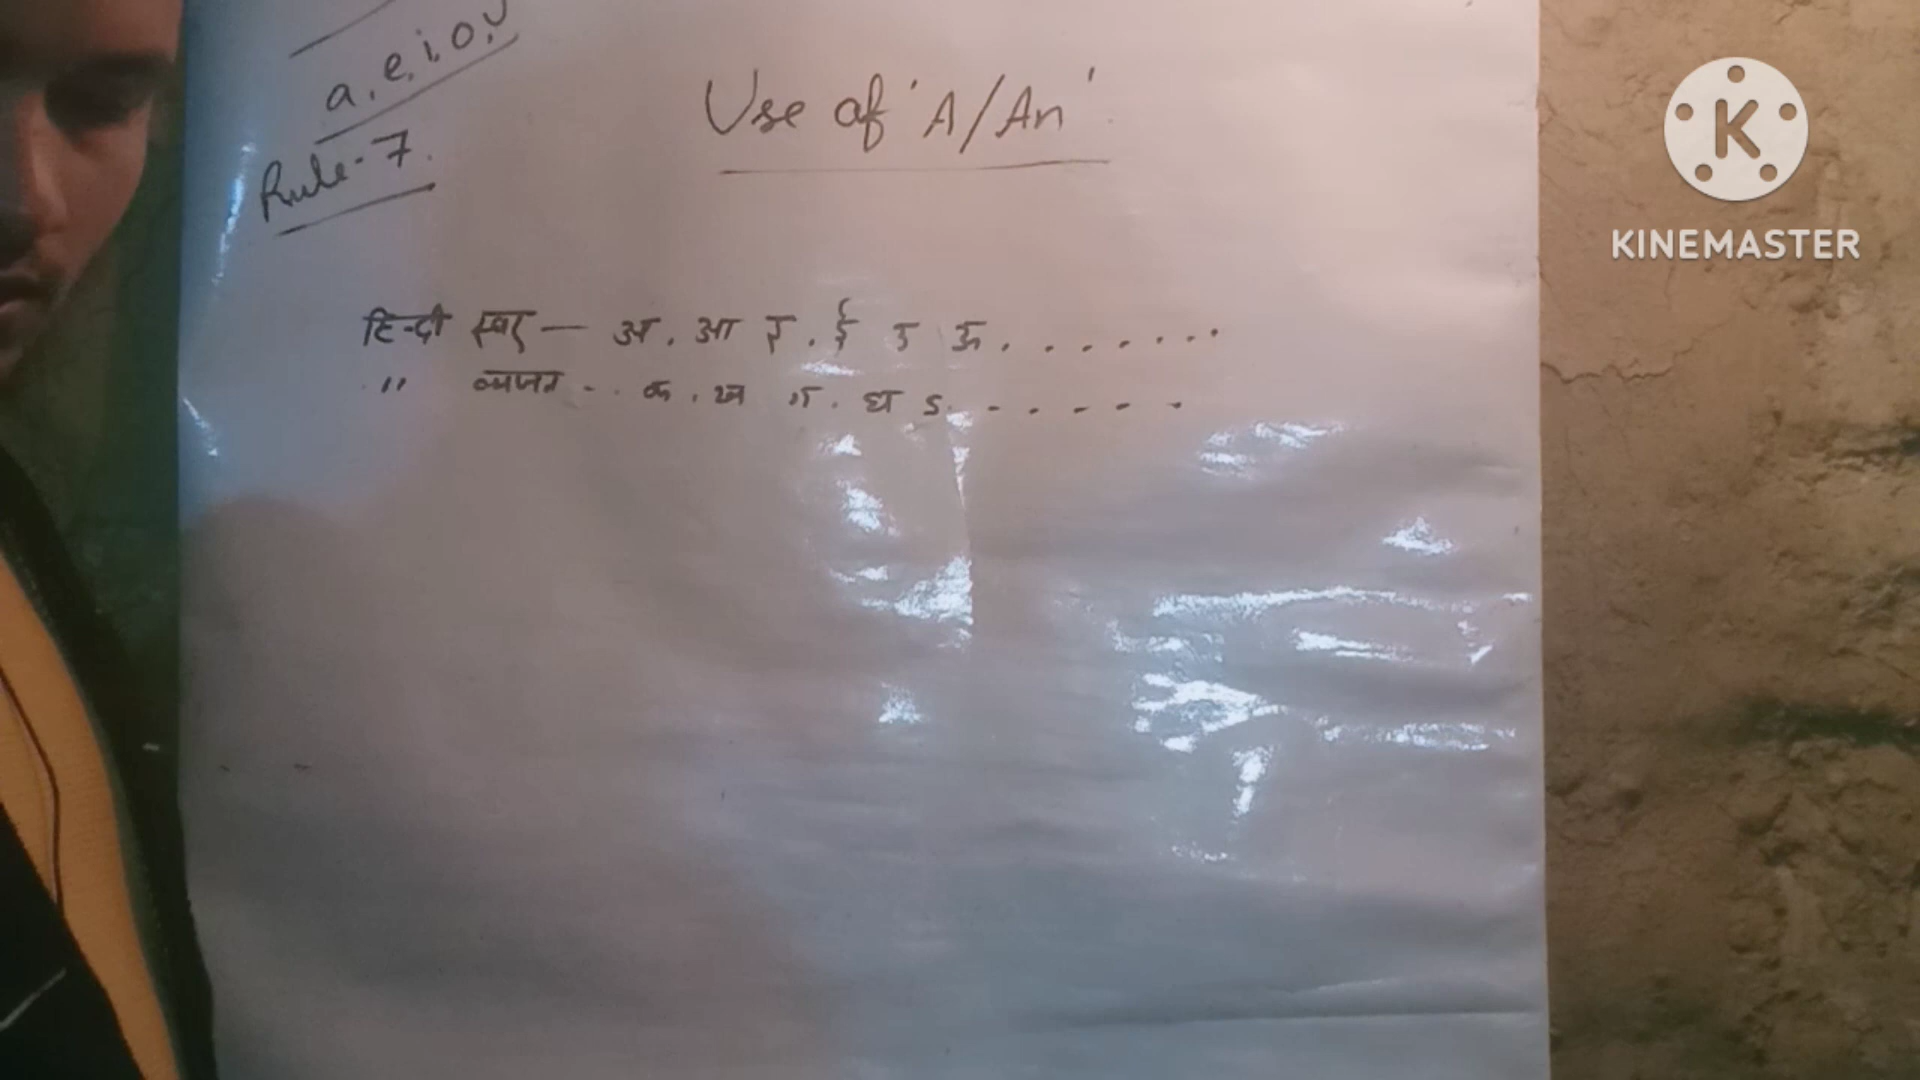 a, e, i, o, u
Rule-7.
Use of 'A/An'
हिन्दी स्वर — अ, आ इ, ई उ ऊ, . . . . . . .
" व्यंजन - क, ख ग, घ ङ - - - - -
K
KINEMASTER